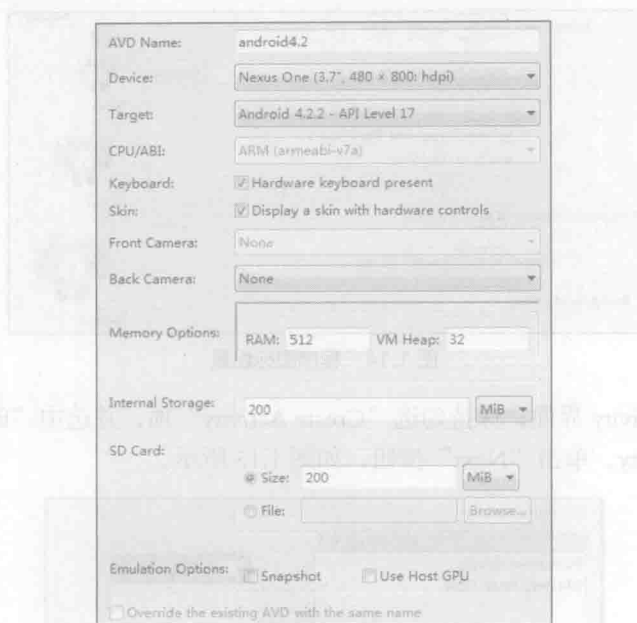 AVD Name: android4.2
Device: Nexus One (3.7", 480 × 800: hdpi)
Target: Android 4.2.2 - API Level 17
CPU/ABI: ARM (armeabi-v7a)
Keyboard: Hardware keyboard present
Skin: Display a skin with hardware controls
Front Camera: None
Back Camera: None
Memory Options: RAM: 512 VM Heap: 32
Internal Storage: 200 MiB
SD Card:
Size: 200 MiB
File: Browse...
Emulation Options: Snapshot Use Host GPU
Override the existing AVD with the same name